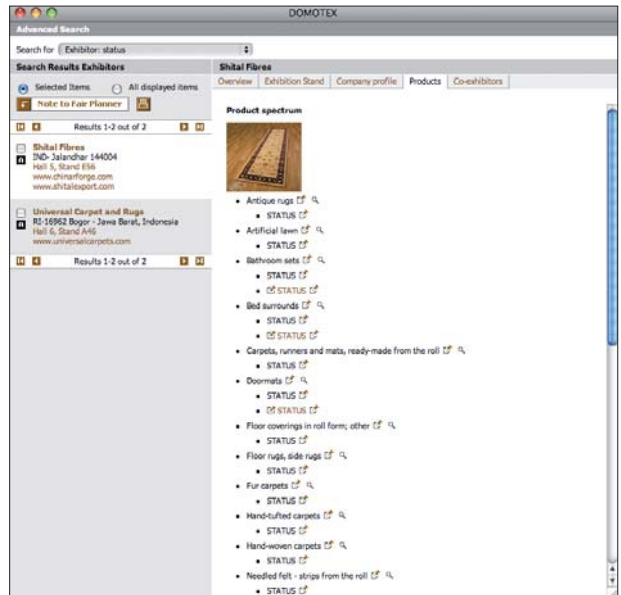 DOMOTEX
Advanced Search
Search for Exhibitor: status
Search Results Exhibitors
Selected Items All displayed items
Note to Fair Planner
Results 1-2 out of 2
Shital Fibres
IND- Jalandhar 144004
Hall 5, Stand E56
www.chinarforge.com
www.shitalexport.com
Universal Carpet and Rugs
RI-16962 Bogor - Jawa Barat, Indonesia
Hall 6, Stand A46
www.universalcarpets.com
Results 1-2 out of 2
Shital Fibres
Overview Exhibition Stand Company profile Products Co-exhibitors
Product spectrum
• Antique rugs
▪ STATUS
• Artificial lawn
▪ STATUS
• Bathroom sets
▪ STATUS
▪ STATUS
• Bed surrounds
▪ STATUS
▪ STATUS
• Carpets, runners and mats, ready-made from the roll
▪ STATUS
• Doormats
▪ STATUS
▪ STATUS
• Floor coverings in roll form; other
▪ STATUS
• Floor rugs, side rugs
▪ STATUS
• Fur carpets
▪ STATUS
• Hand-tufted carpets
▪ STATUS
• Hand-woven carpets
▪ STATUS
• Needled felt - strips from the roll
▪ STATUS